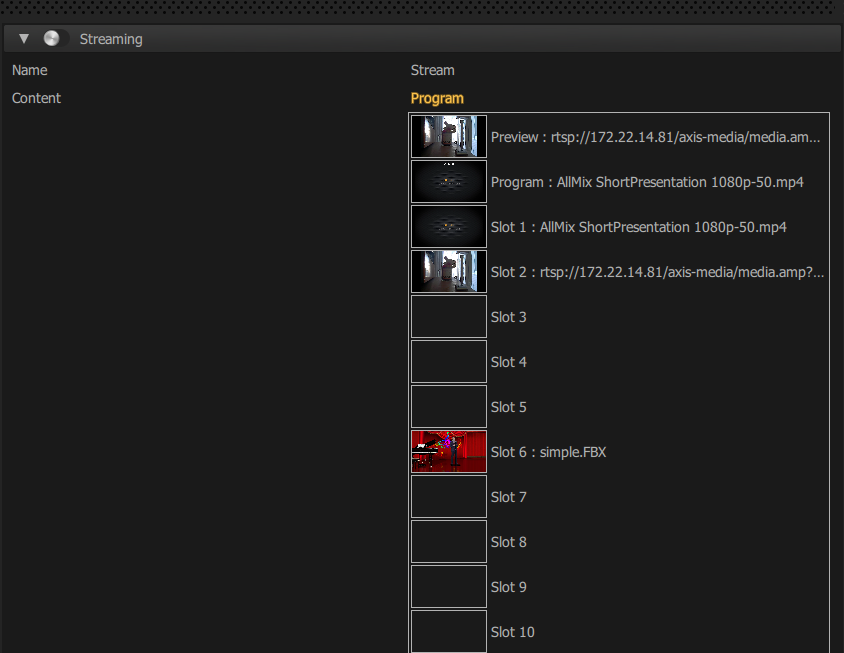 Streaming
Name Stream
Content Program
Preview : rtsp://172.22.14.81/axis-media/media.am...
Program : AllMix ShortPresentation 1080p-50.mp4
Slot 1 : AllMix ShortPresentation 1080p-50.mp4
Slot 2 : rtsp://172.22.14.81/axis-media/media.amp?...
Slot 3
Slot 4
Slot 5
Slot 6 : simple.FBX
Slot 7
Slot 8
Slot 9
Slot 10